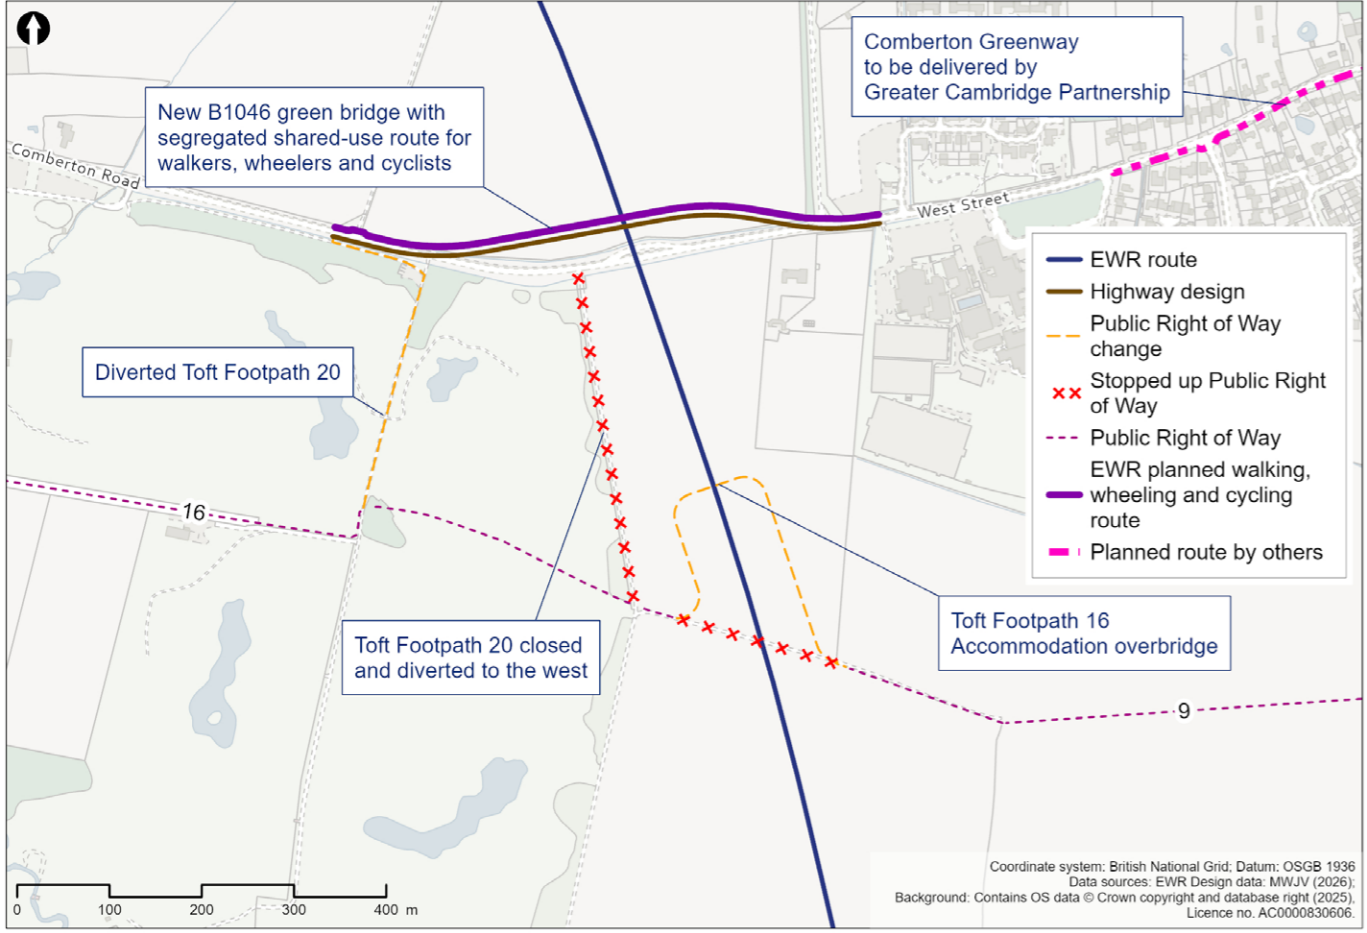 Comberton Greenway
to be delivered by
Greater Cambridge Partnership
New B1046 green bridge with
segregated shared-use route for
walkers, wheelers and cyclists
Comberton Road
West Street
EWR route
Highway design
Public Right of Way
change
Stopped up Public Right
of Way
Public Right of Way
EWR planned walking,
wheeling and cycling
route
Planned route by others
Diverted Toft Footpath 20
16
Toft Footpath 20 closed
and diverted to the west
Toft Footpath 16
Accommodation overbridge
9
Coordinate system: British National Grid; Datum: OSGB 1936
Data sources: EWR Design data: MWJV (2026);
Background: Contains OS data © Crown copyright and database right (2025),
Licence no. AC0000830606.
0 100 200 300 400 m